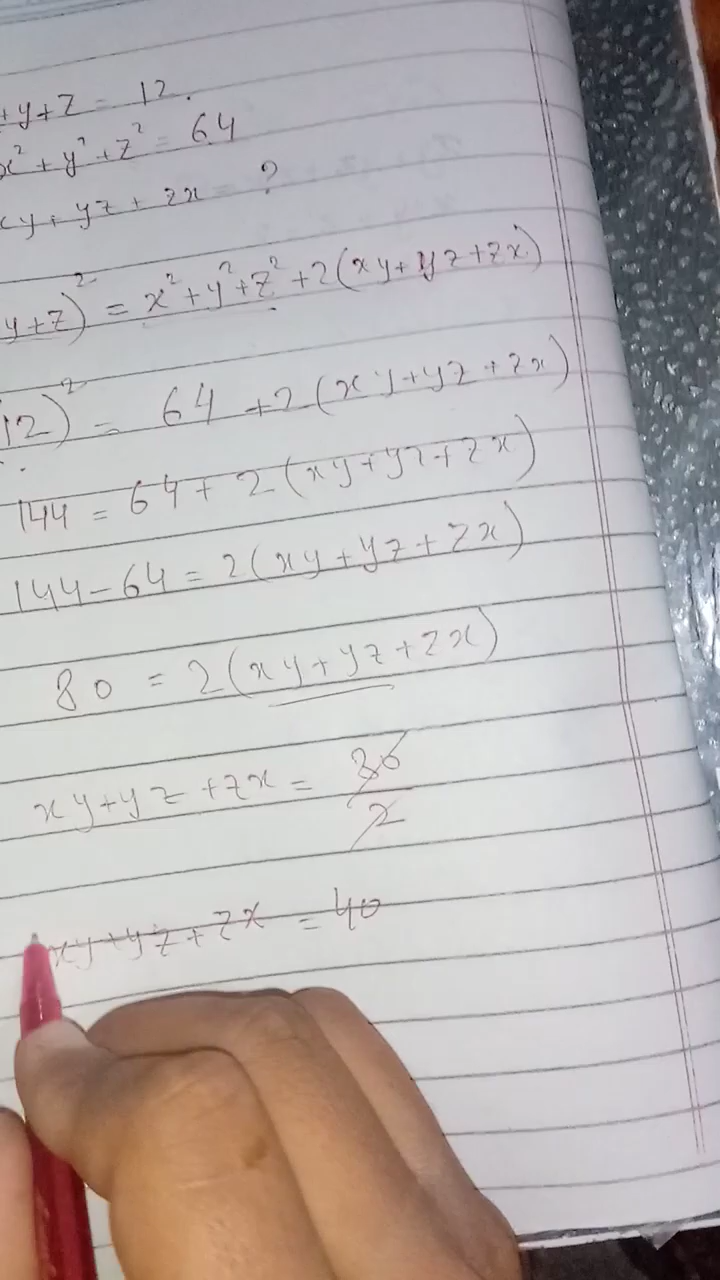 +y+z = 12.
x² + y² + z² = 64
xy + yz + zx = ?
y+z)² = x² + y² + z² + 2(xy + yz + zx)
12)² = 64 + 2(xy + yz + zx)
144 = 64 + 2(xy + yz + zx)
144 - 64 = 2(xy + yz + zx)
80 = 2(xy + yz + zx)
xy + yz + zx = 80/2
xy + yz + zx = 40